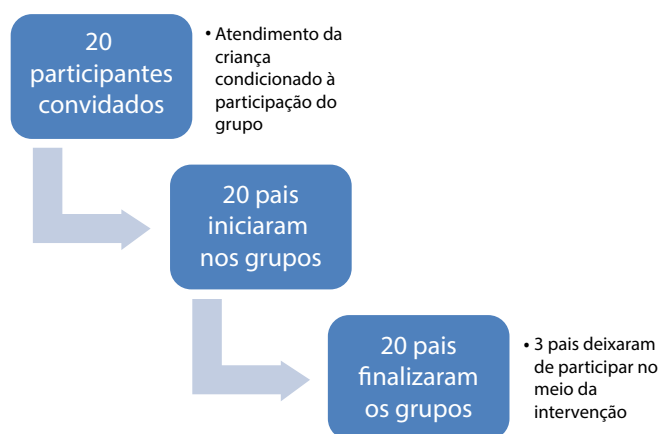 20
participantes
convidados
• Atendimento da
criança
condicionado à
participação do
grupo
20 pais
iniciaram
nos grupos
20 pais
finalizaram
os grupos
• 3 pais deixaram
de participar no
meio da
intervenção